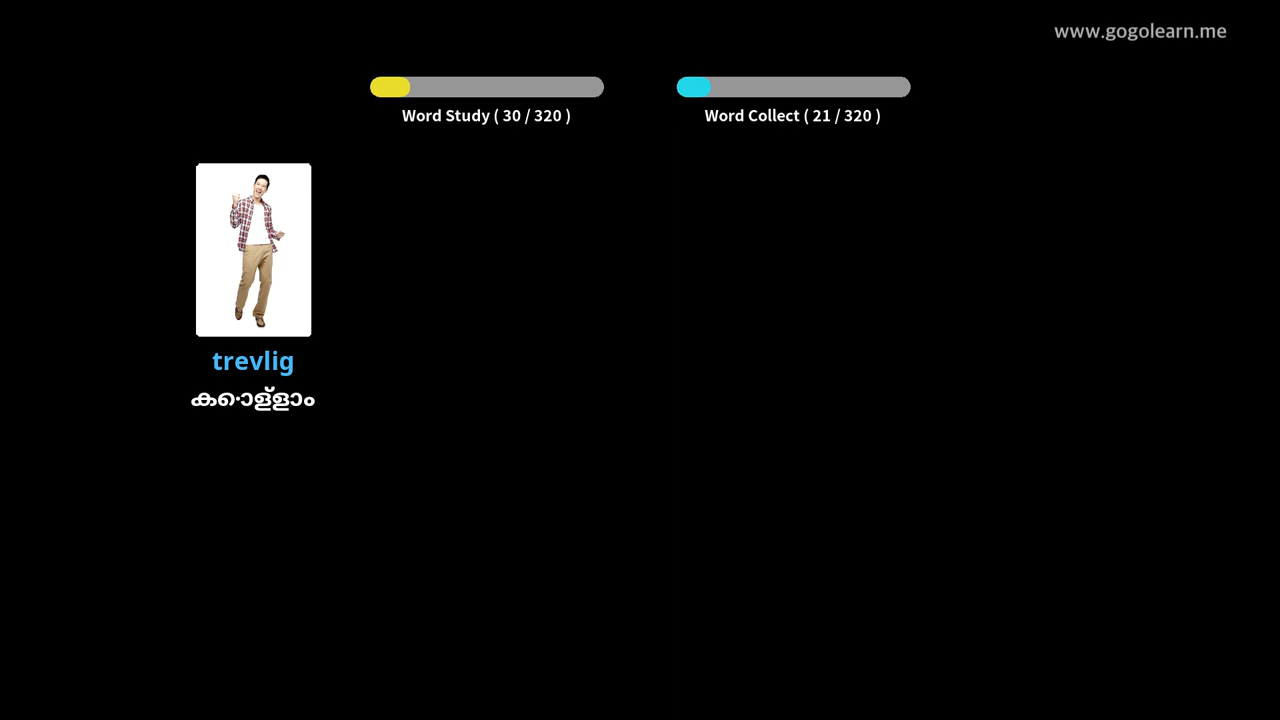 www.gogolearn.me
Word Study ( 30 / 320 )
Word Collect ( 21 / 320 )
trevlig
കൊള്ളാം